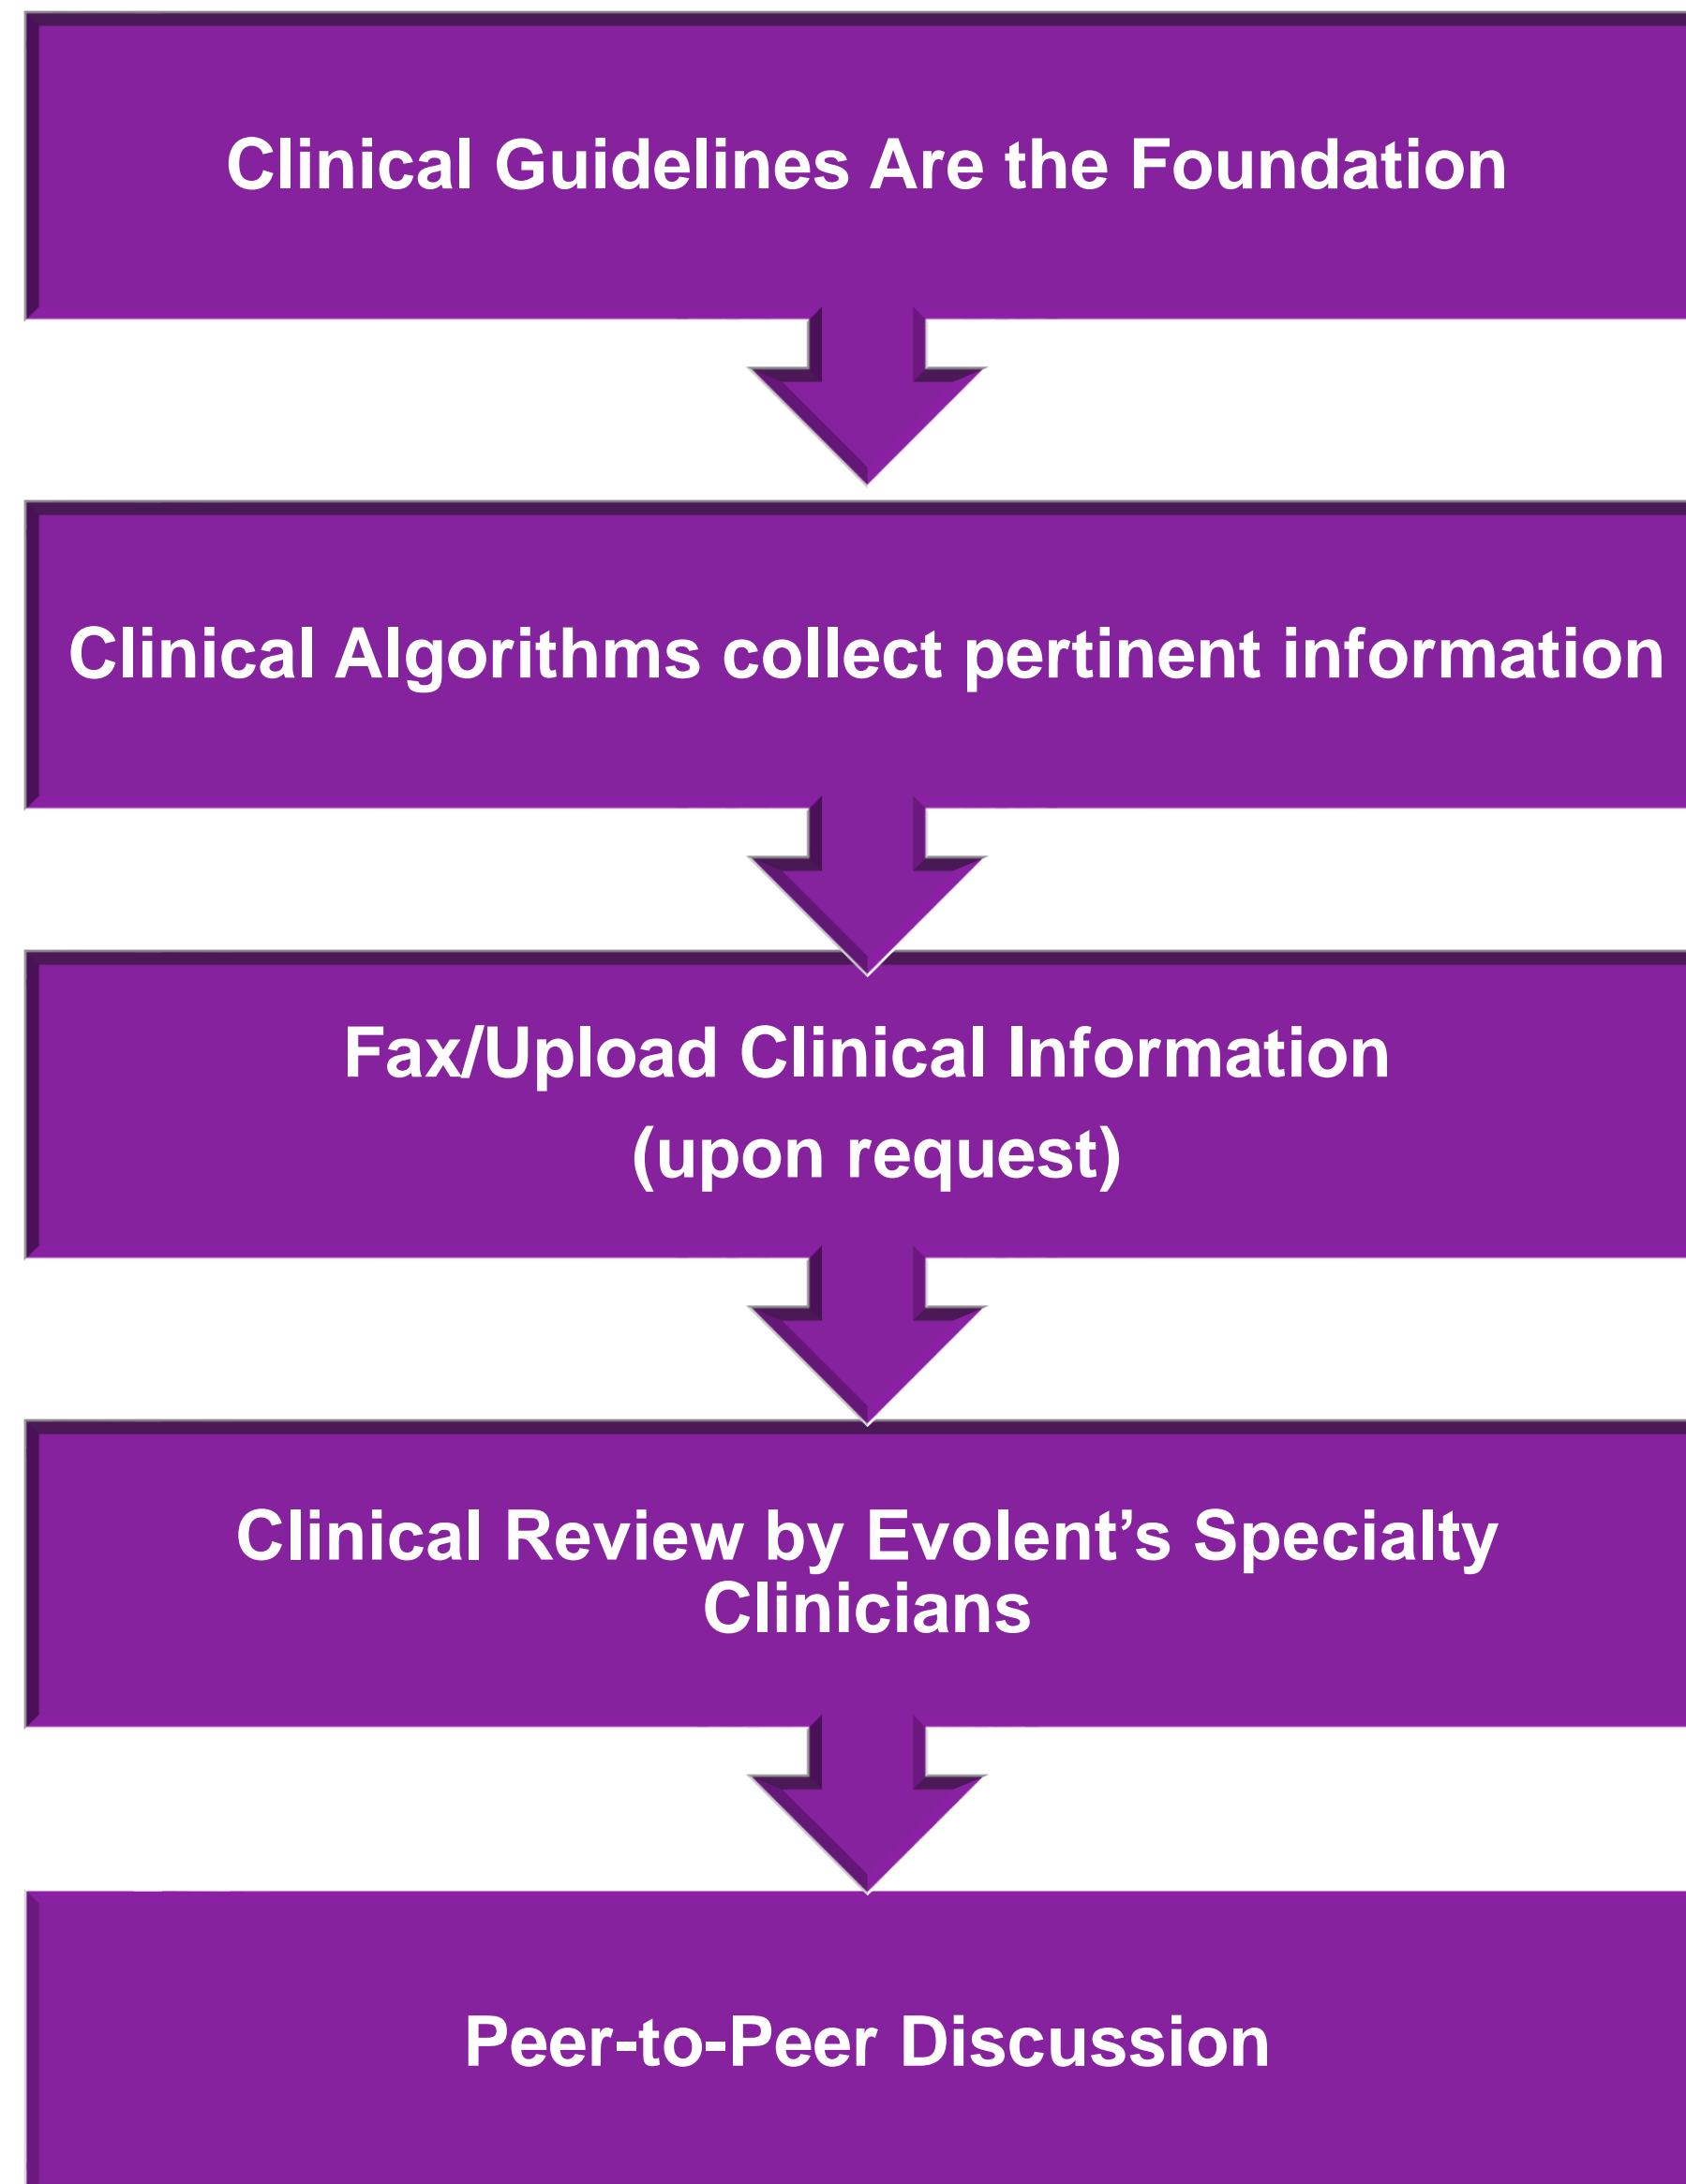 Clinical Guidelines Are the Foundation
Clinical Algorithms collect pertinent information
Fax/Upload Clinical Information
(upon request)
Clinical Review by Evolent’s Specialty
Clinicians
Peer-to-Peer Discussion